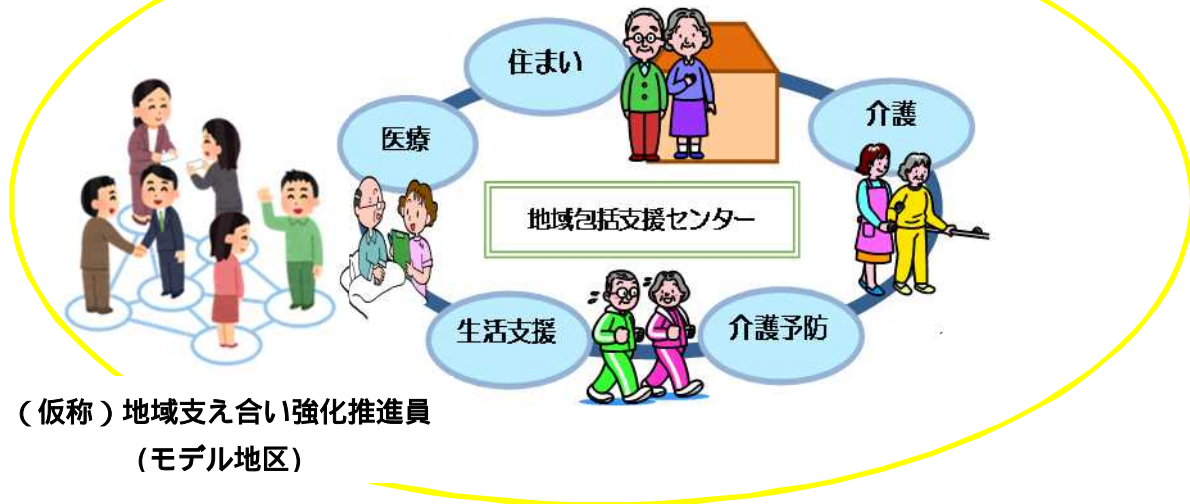 住まい
介護
医療
地域包括支援センター
生活支援
介護予防
（仮称）地域支え合い強化推進員
(モデル地区)